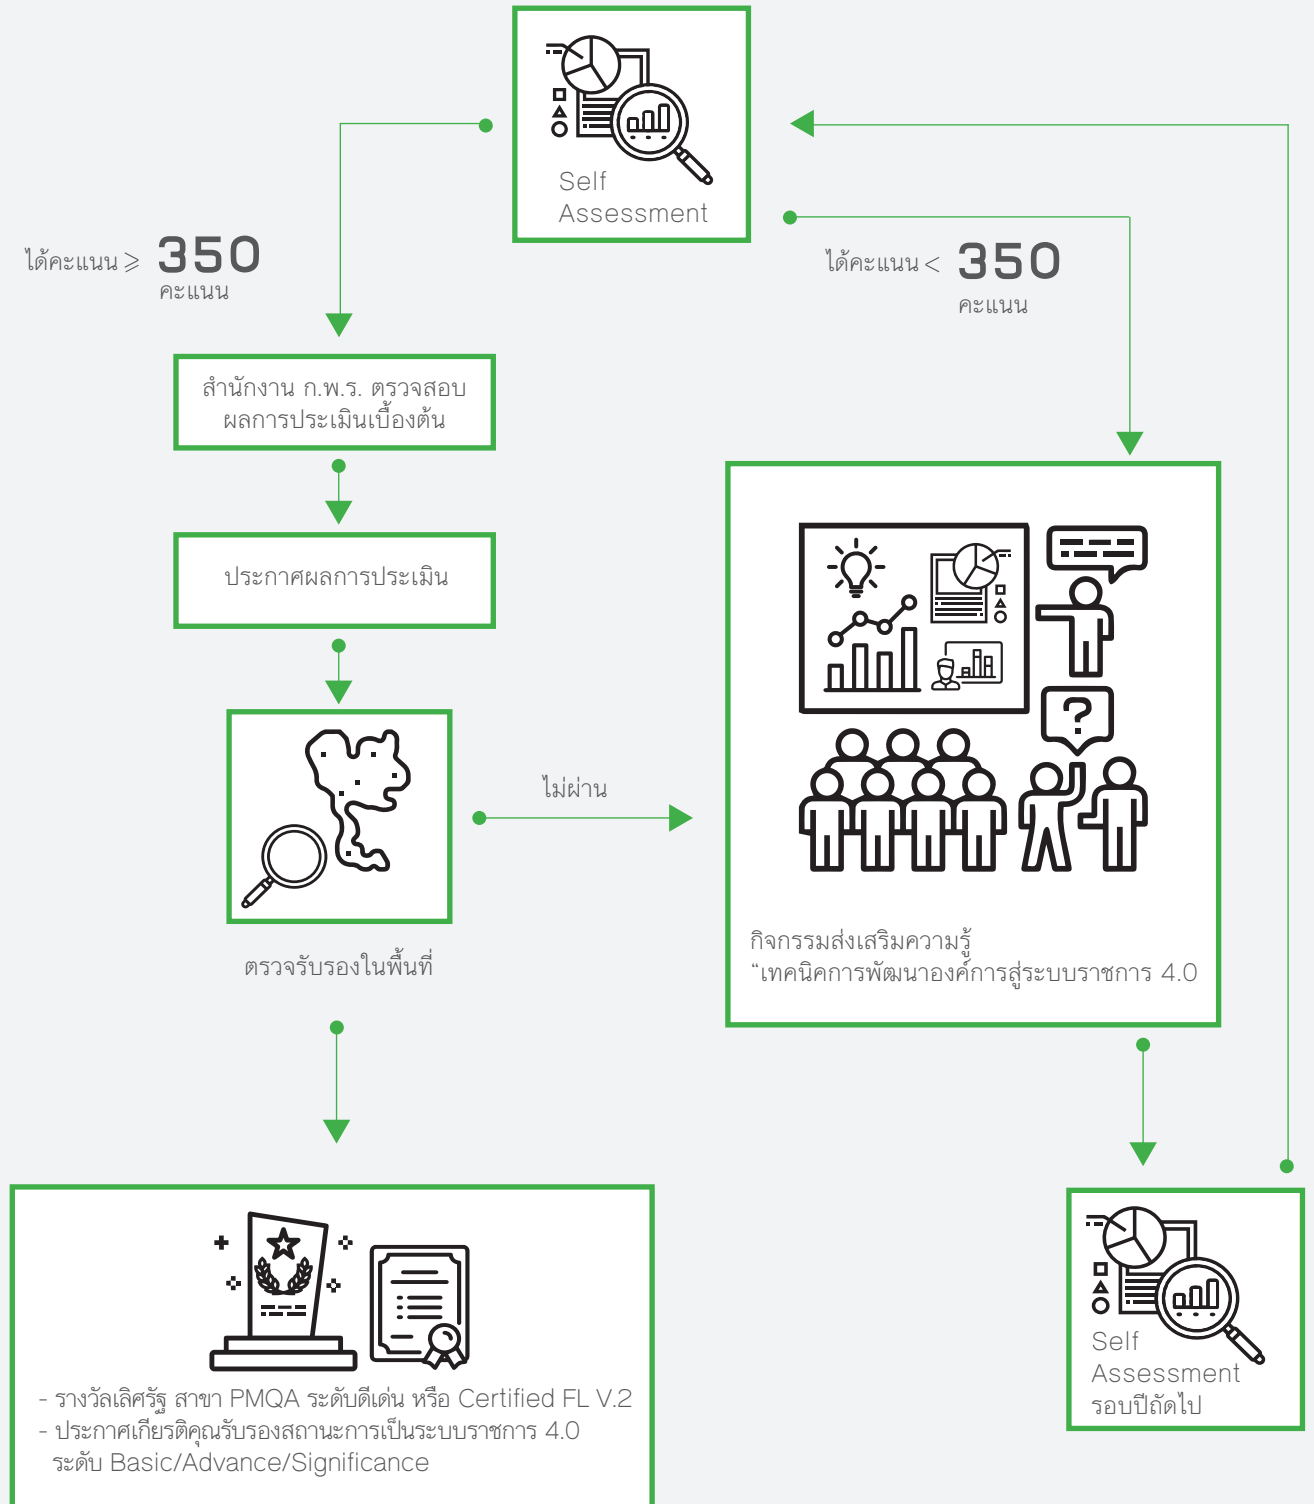 Self
Assessment
ได้คะแนน ≥ 350
คะแนน
ได้คะแนน < 350
คะแนน
สำนักงาน ก.พ.ร. ตรวจสอบ
ผลการประเมินเบื้องต้น
ประกาศผลการประเมิน
ไม่ผ่าน
?
ตรวจรับรองในพื้นที่
กิจกรรมส่งเสริมความรู้
“เทคนิคการพัฒนาองค์การสู่ระบบราชการ 4.0
- รางวัลเลิศรัฐ สาขา PMQA ระดับดีเด่น หรือ Certified FL V.2
- ประกาศเกียรติคุณรับรองสถานะการเป็นระบบราชการ 4.0
ระดับ Basic/Advance/Significance
Self
Assessment
รอบปีถัดไป